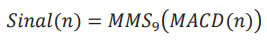 Sinal(n) = MMS₉(MACD(n))